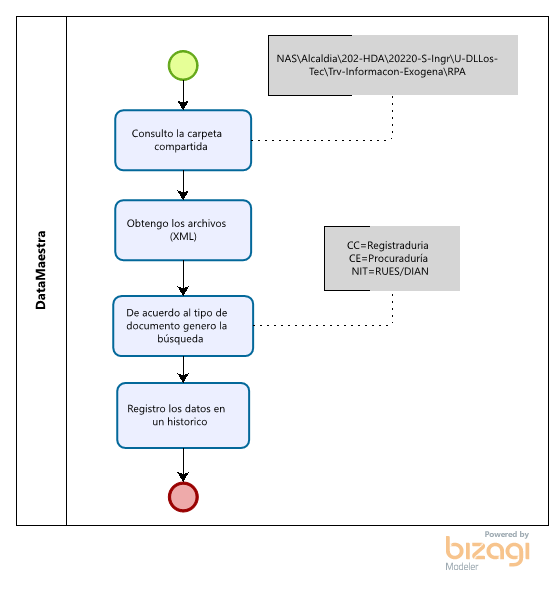 NAS\Alcaldia\202-HDA\20220-S-Ingr\U-DLLos-
Tec\Trv-Informacon-Exogena\RPA
Consulto la carpeta
compartida
Obtengo los archivos
(XML)
CC=Registraduria
CE=Procuraduría
NIT=RUES/DIAN
DataMaestra
De acuerdo al tipo de
documento genero la
búsqueda
Registro los datos en
un historico
Powered by
bizagi
Modeler